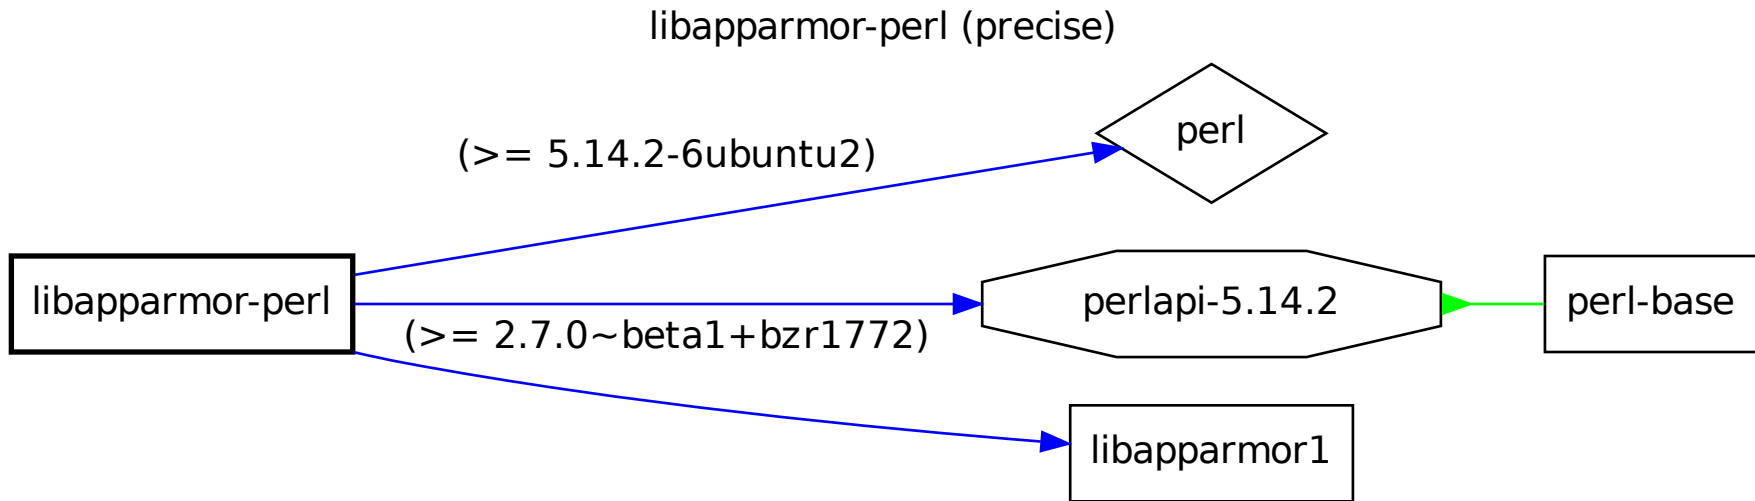 libapparmor-perl (precise)
perl
(>= 5.14.2-6ubuntu2)
libapparmor-perl
perlapi-5.14.2
perl-base
(>= 2.7.0~beta1+bzr1772)
libapparmor1